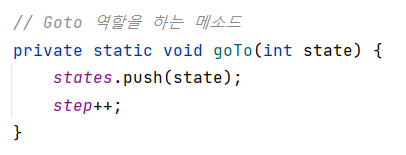 // Goto 역할을 하는 메소드
private static void goTo(int state) {
    states.push(state);
    step++;
}